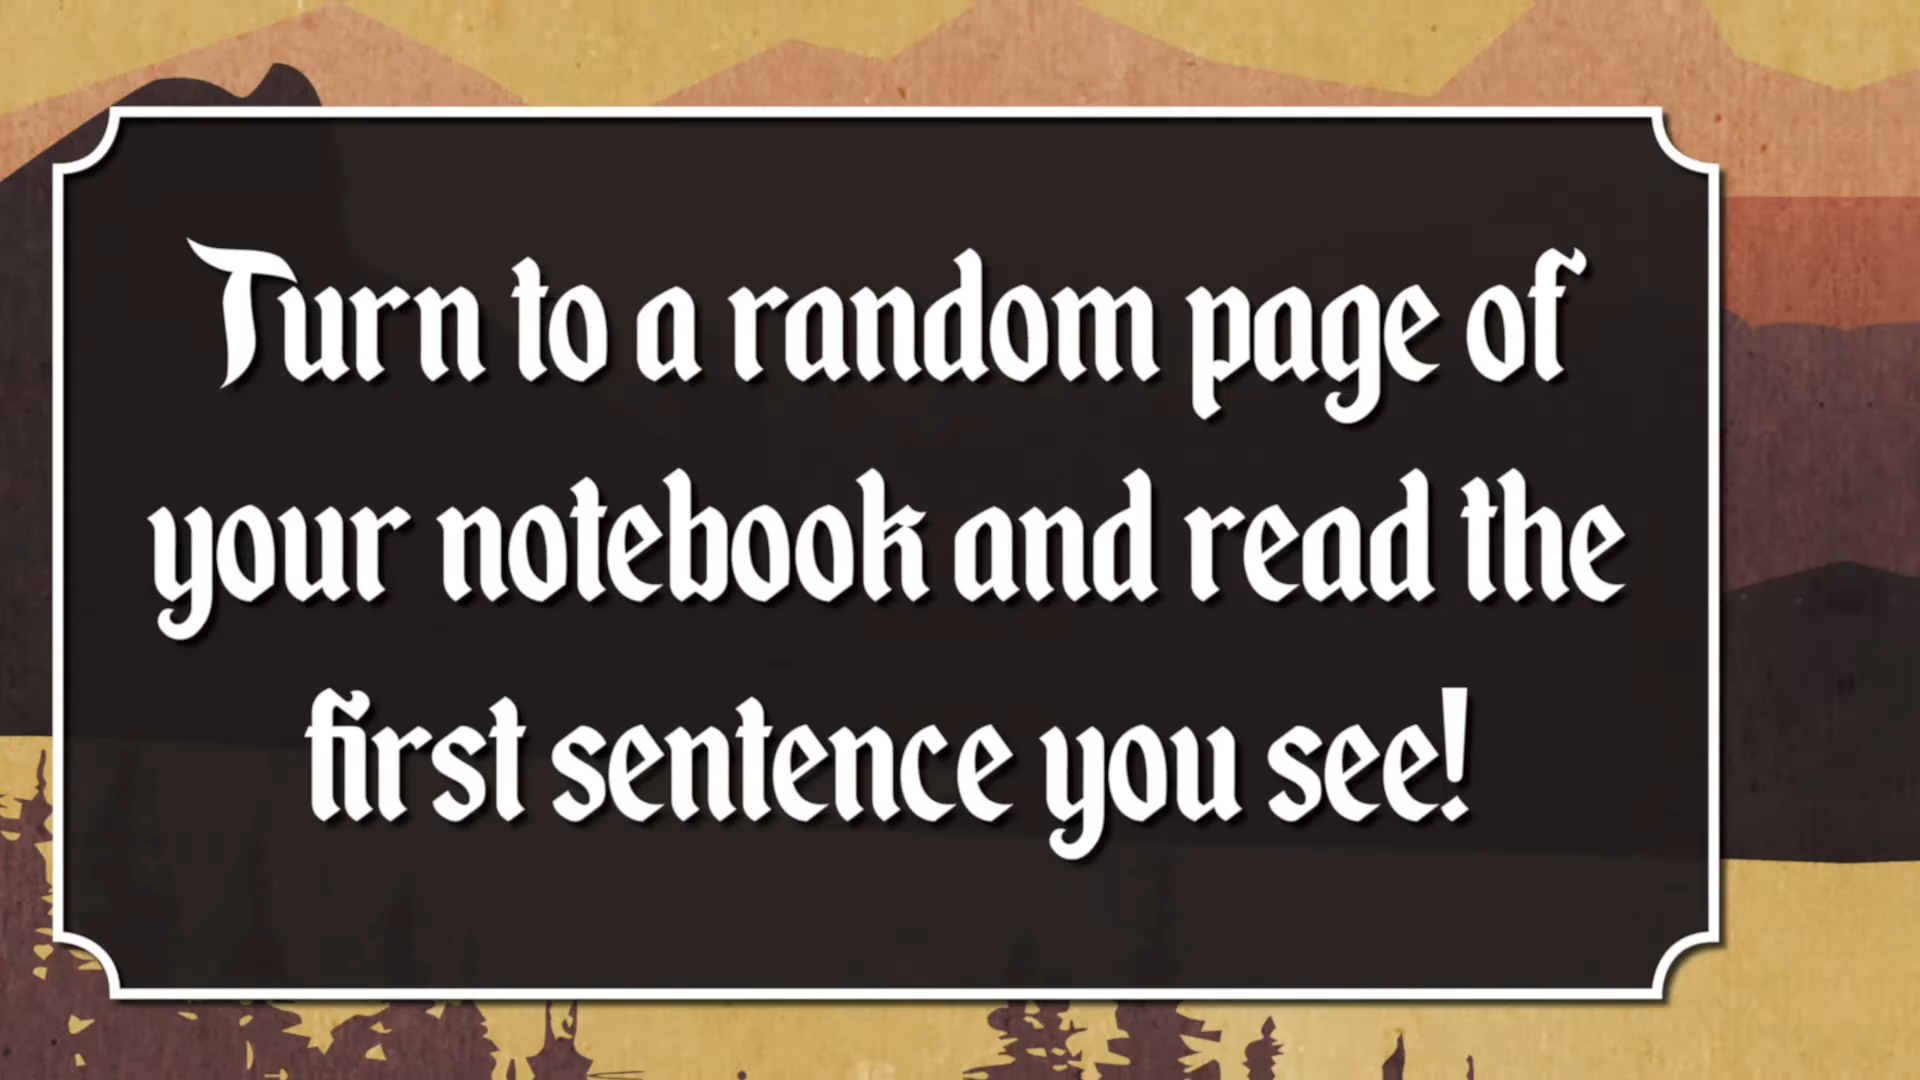 Turn to a random page of
your notebook and read the
first sentence you see!